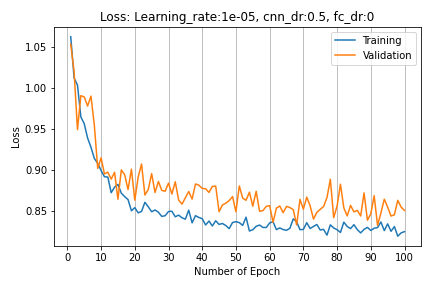 Loss: Learning_rate:1e-05, cnn_dr:0.5, fc_dr:0
Training
Validation
1.05
1.00
0.95
0.90
0.85
Loss
0 10 20 30 40 50 60 70 80 90 100
Number of Epoch